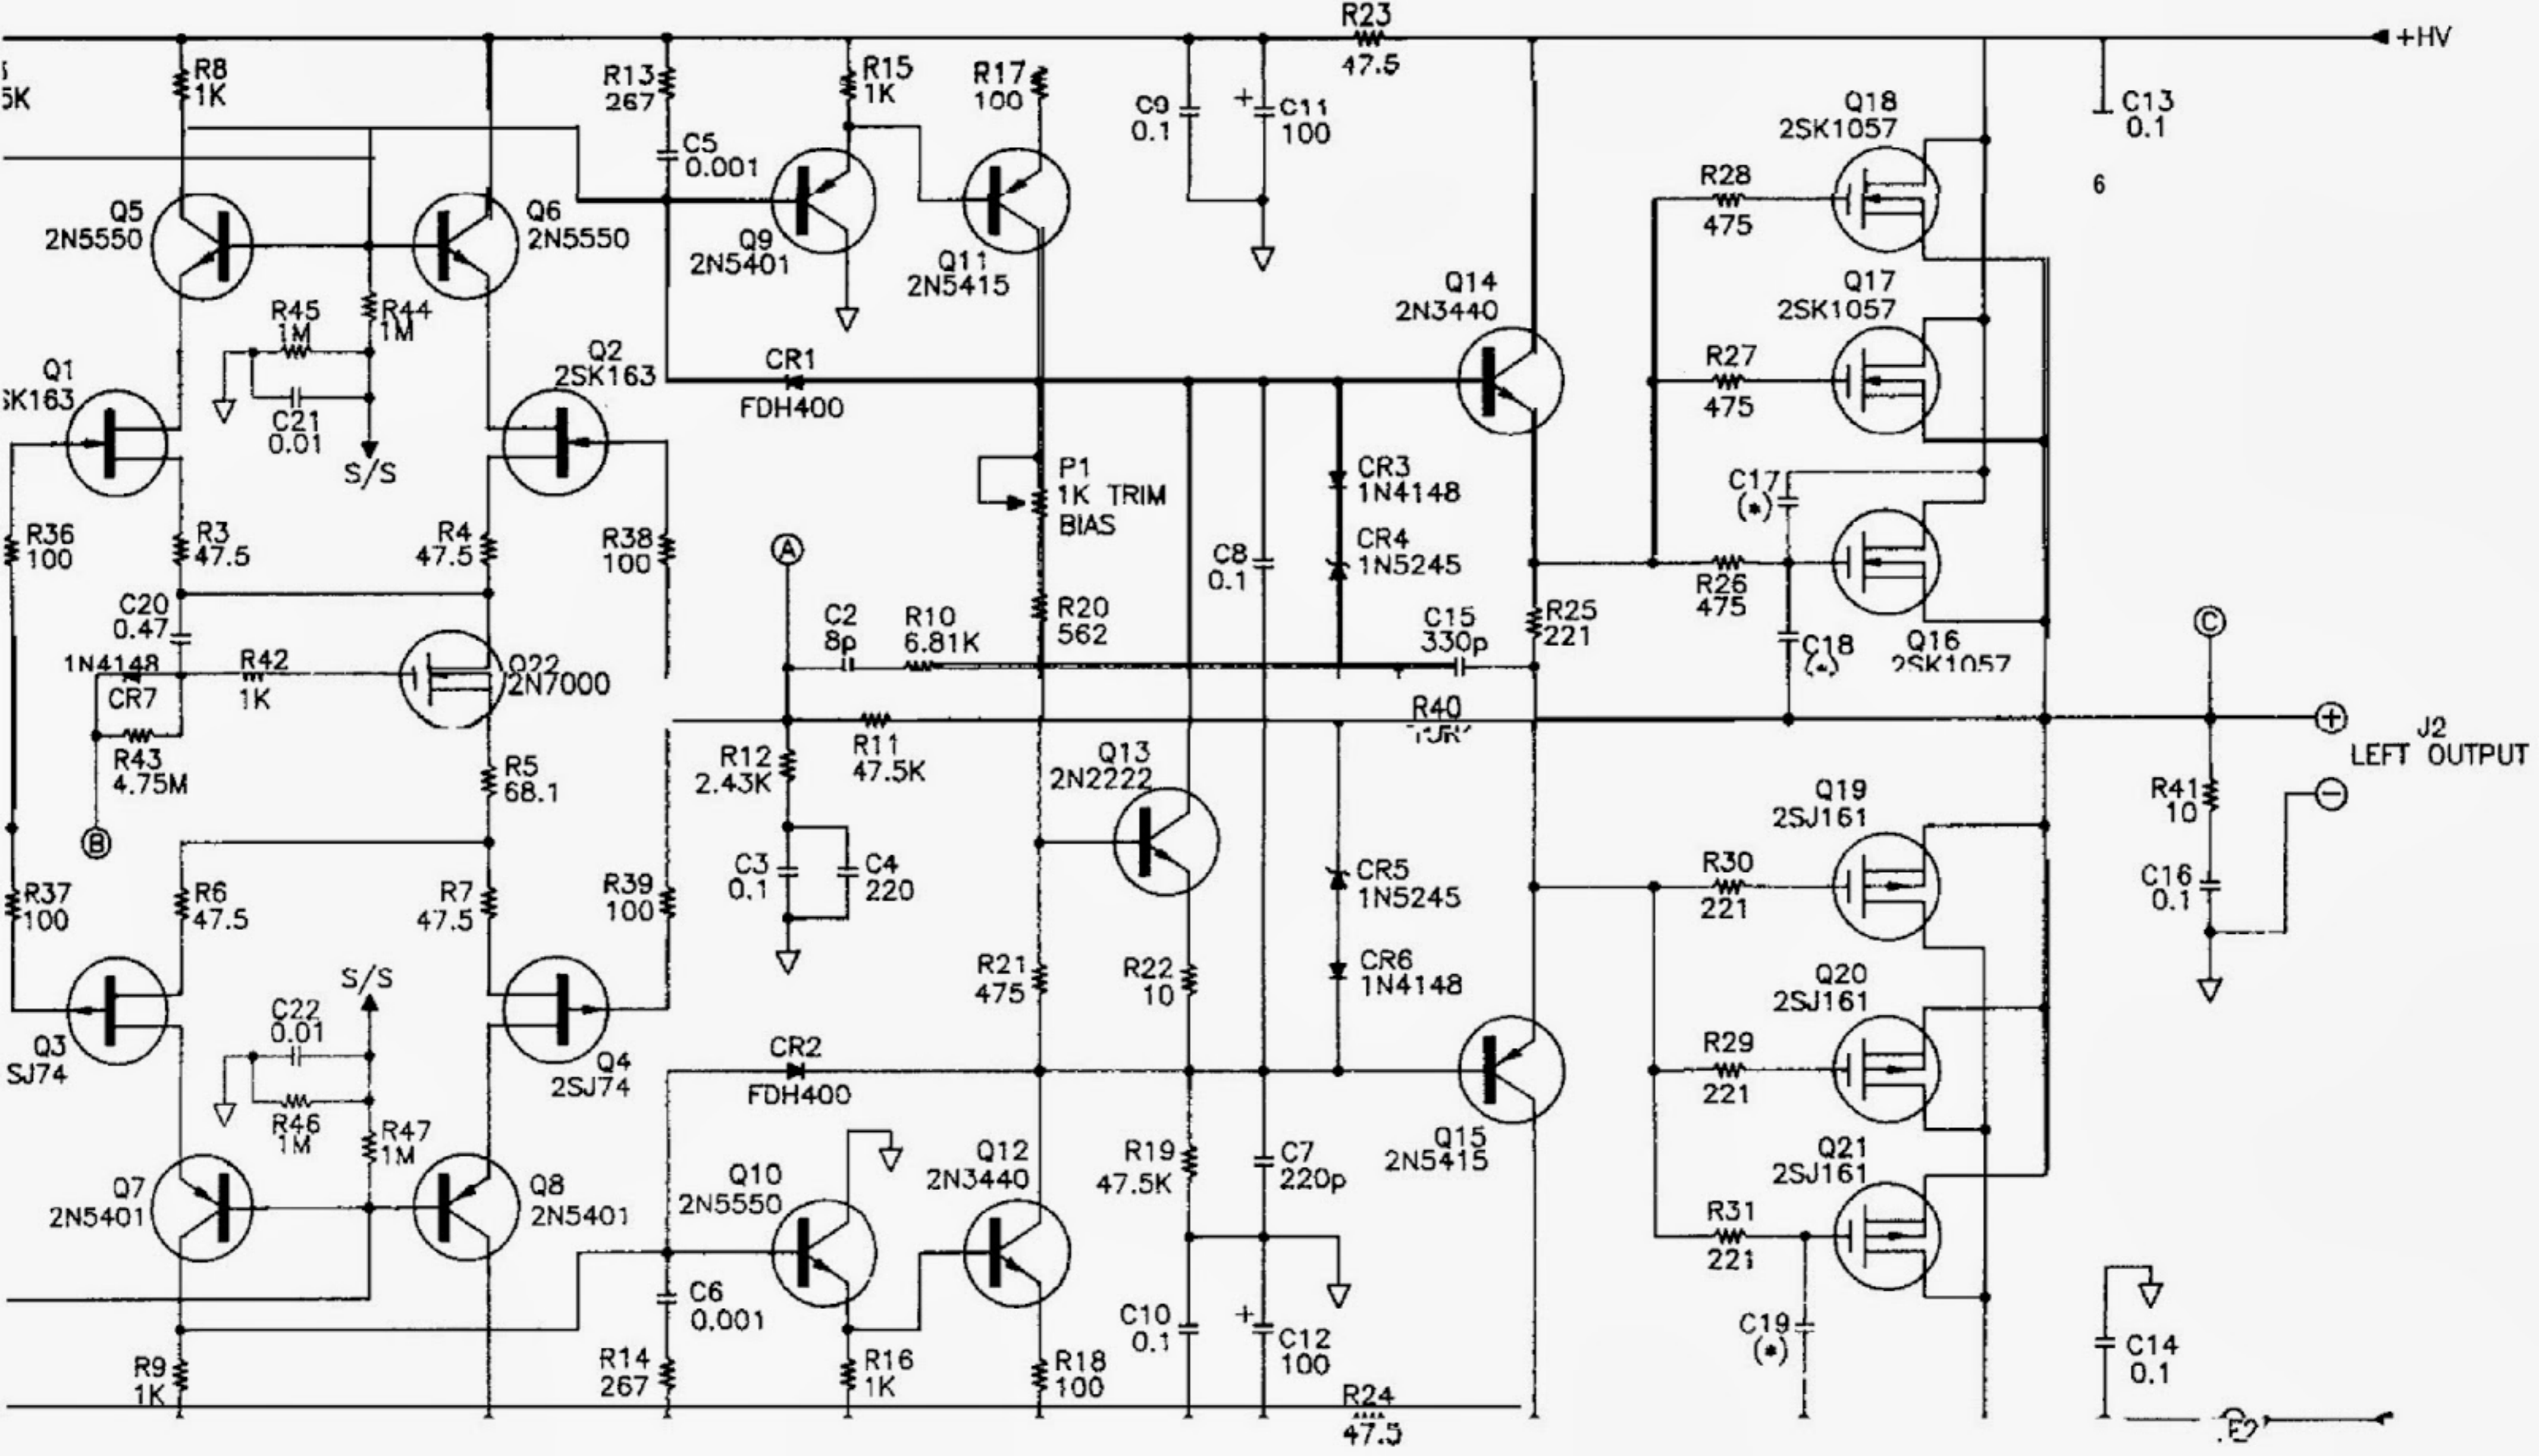 R23
47.5
+HV
5K
R8
1K
R13
267
R15
1K
R17
100
C9
0.1
+
C11
100
Q18
2SK1057
C13
0.1
C5
0.001
6
R28
475
Q5
2N5550
Q6
2N5550
Q9
2N5401
Q11
2N5415
Q14
2N3440
Q17
2SK1057
R45
1M
R44
1M
Q1
SK163
Q2
2SK163
CR1
FDH400
R27
475
C21
0.01
S/S
P1
1K TRIM
BIAS
CR3
1N4148
C17
(*)
R36
100
R3
47.5
R4
47.5
R38
100
A
C8
0.1
CR4
1N5245
R26
475
C20
0.47
C2
8p
R10
6.81K
R20
562
C15
330p
R25
221
C18
Q16
2SK1057
C
1N4148
CR7
R42
1K
Q22
2N7000
R40
R43
4.75M
R5
68.1
R12
2.43K
R11
47.5K
Q13
2N2222
+
J2
LEFT OUTPUT
−
R41
10
Q19
2SJ161
B
C3
0.1
C4
220
CR5
1N5245
R30
221
C16
0.1
R37
100
R6
47.5
R7
47.5
R39
100
S/S
C22
0.01
R21
475
R22
10
CR6
1N4148
Q20
2SJ161
Q3
SJ74
Q4
2SJ74
CR2
FDH400
R29
221
R46
1M
R47
1M
Q10
2N5550
Q12
2N3440
R19
47.5K
C7
220p
Q15
2N5415
Q21
2SJ161
Q7
2N5401
Q8
2N5401
R31
221
C6
0.001
C10
0.1
+
C12
100
C19
(*)
C14
0.1
R9
1K
R14
267
R16
1K
R18
100
R24
47.5